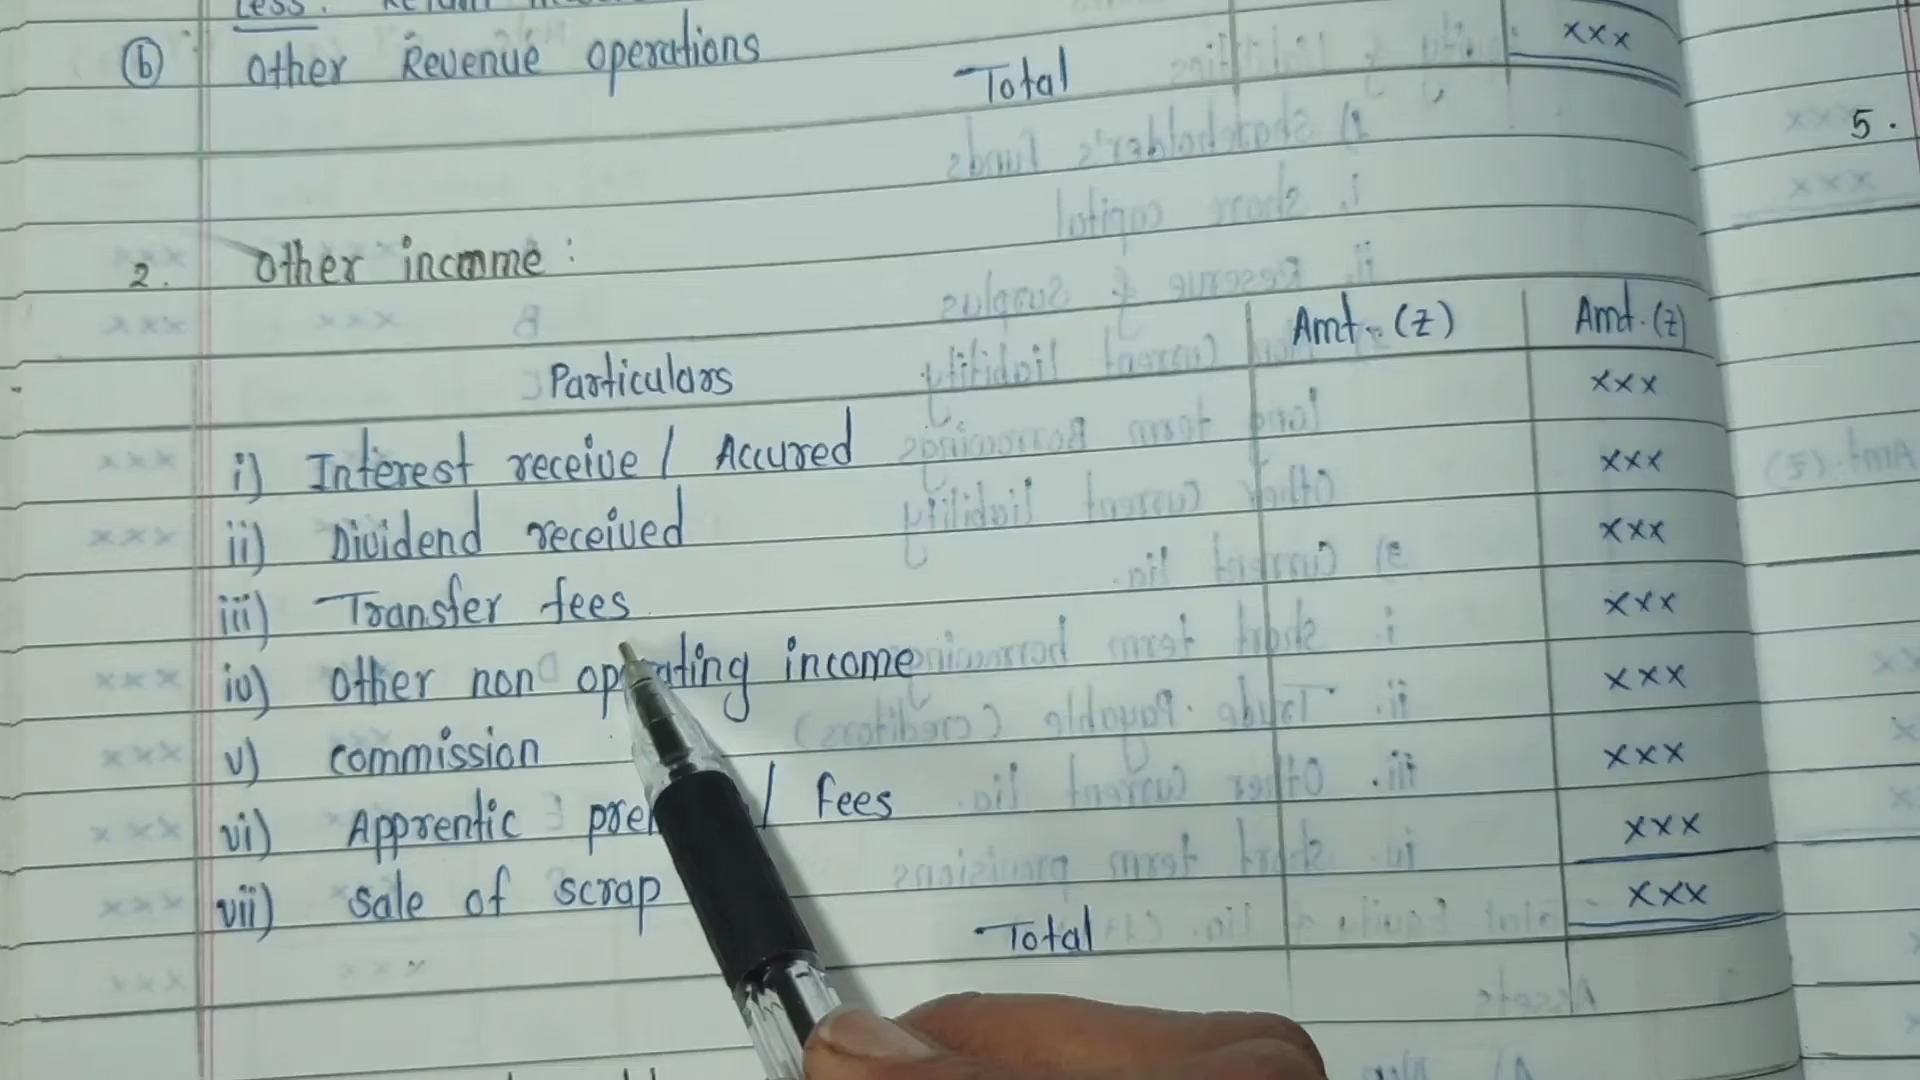 Less:
(b) Other Revenue operations
Total xxx
5.
2. Other income:
Particulars Amt. (₹) Amt. (₹)
i) Interest receive / Accured xxx
ii) Dividend received xxx
iii) Transfer fees xxx
iv) Other non operating income xxx
v) commission xxx
vi) Apprentic / Fees xxx
vii) Sale of scrap xxx
Total xxx